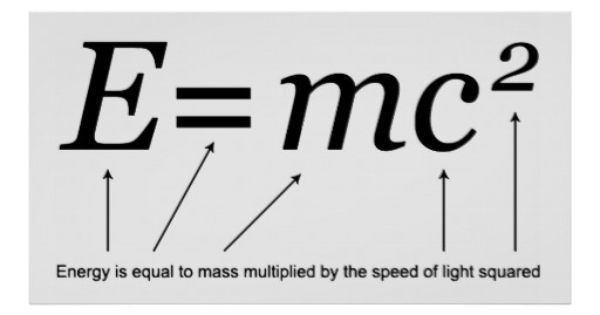 E=mc²
Energy is equal to mass multiplied by the speed of light squared